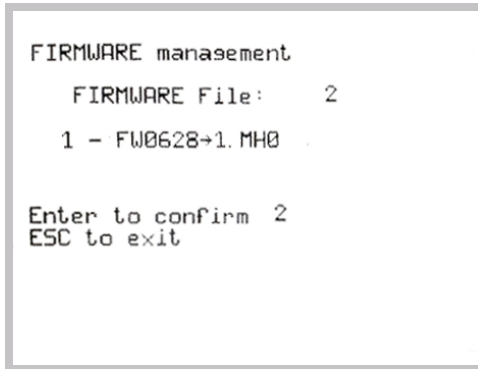 FIRMWARE management
FIRMWARE File: 2
1 - FW0628→1.MH0
Enter to confirm 2
ESC to exit